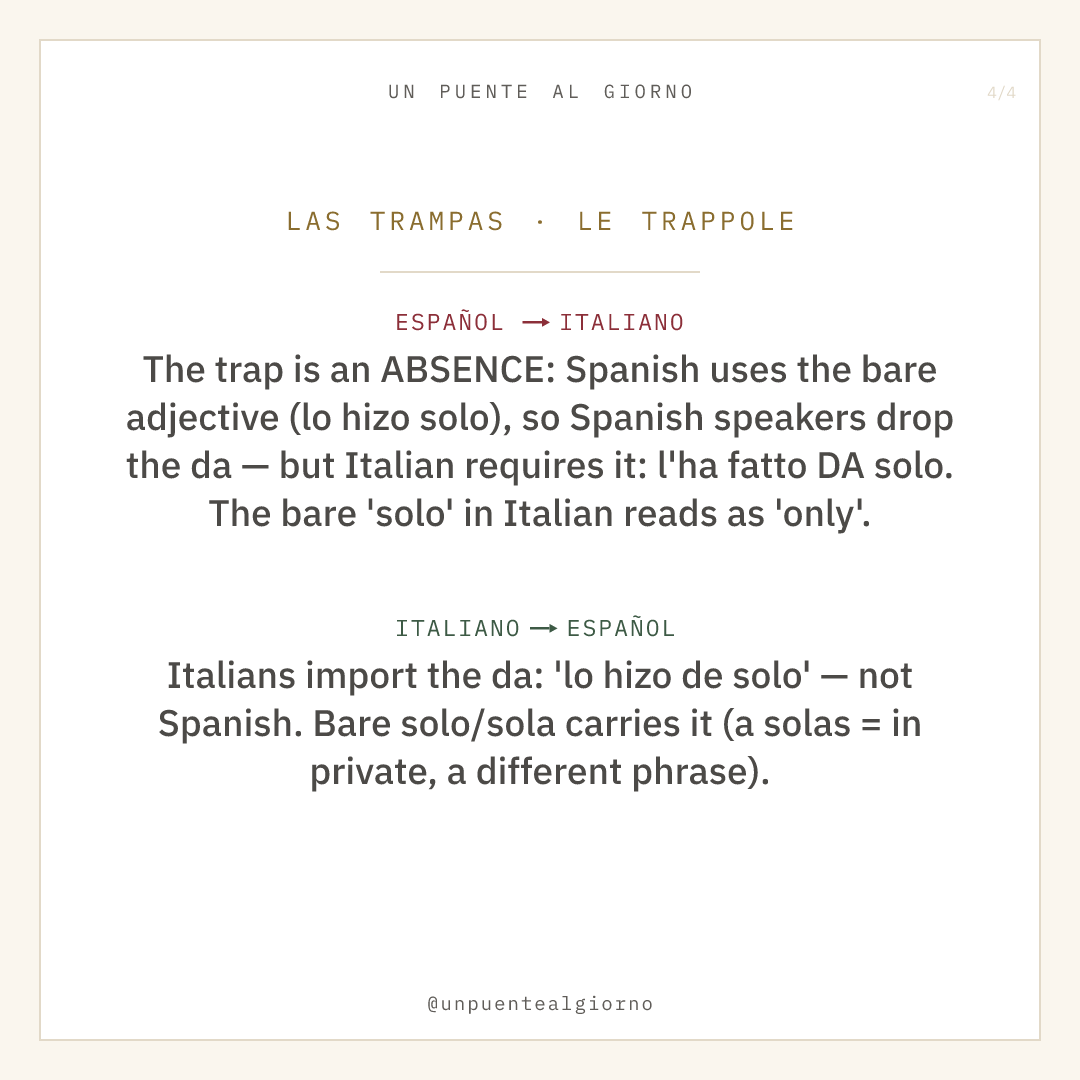 UN PUENTE AL GIORNO
4/4
LAS TRAMPAS · LE TRAPPOLE
ESPAÑOL → ITALIANO
The trap is an ABSENCE: Spanish uses the bare
adjective (lo hizo solo), so Spanish speakers drop
the da — but Italian requires it: l'ha fatto DA solo.
The bare 'solo' in Italian reads as 'only'.
ITALIANO → ESPAÑOL
Italians import the da: 'lo hizo de solo' — not
Spanish. Bare solo/sola carries it (a solas = in
private, a different phrase).
@unpuentealgiorno